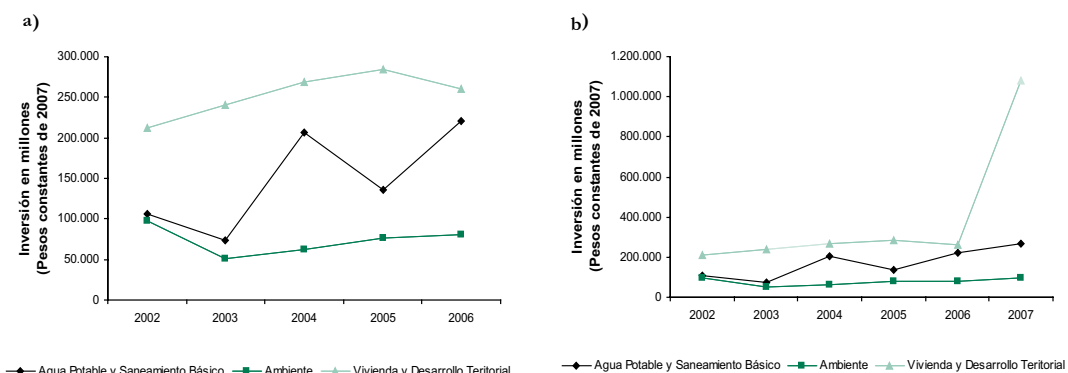 a)
Inversión en millones
(Pesos constantes de 2007)
300.000
250.000
200.000
150.000
100.000
50.000
0
2002 2003 2004 2005 2006
Agua Potable y Saneamiento Básico Ambiente Vivienda y Desarrollo Teritorial
b)
Inversión en millones
(Pesos constantes de 2007)
1.200.000
1.000.000
800.000
600.000
400.000
200.000
0
2002 2003 2004 2005 2006 2007
Agua Potable y Saneamiento Básico Ambiente Vivienda y Desarrollo Teritorial